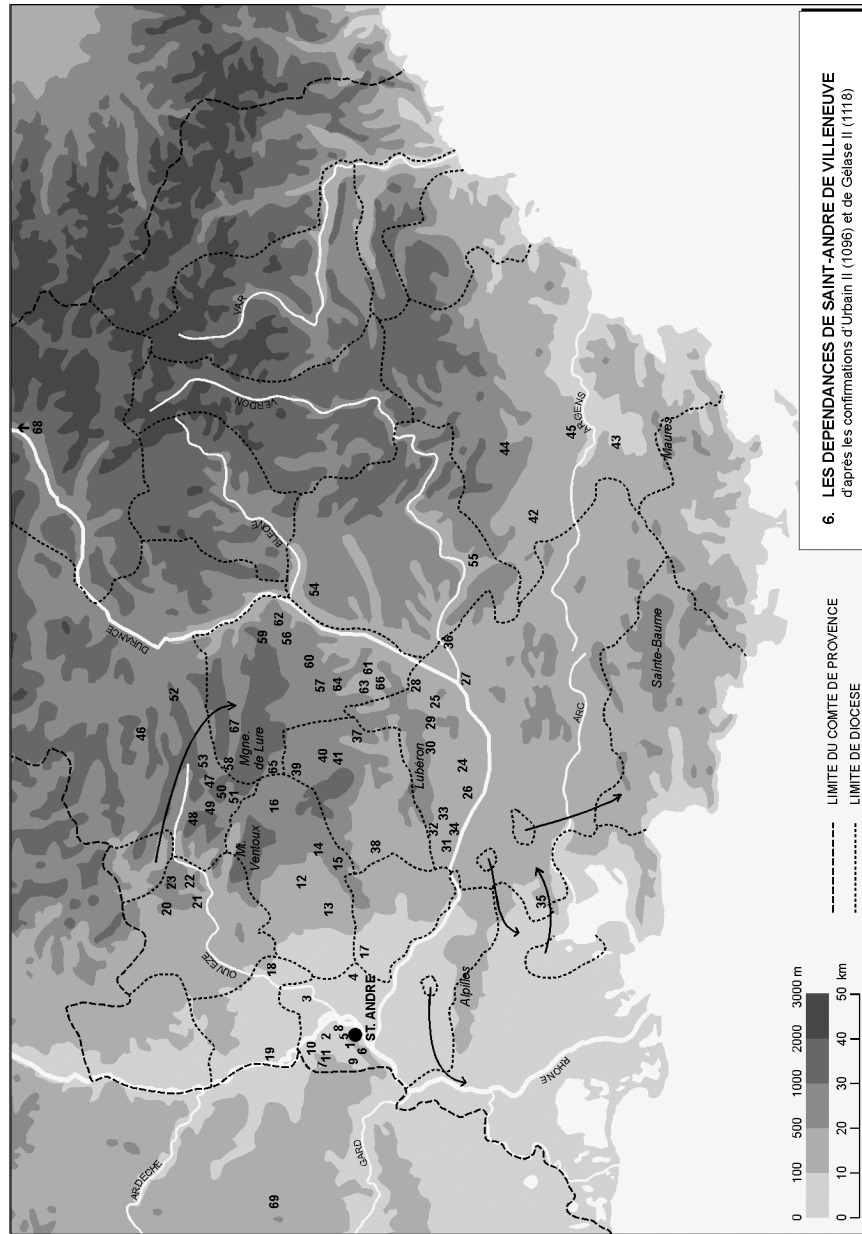 6. LES DEPENDANCES DE SAINT-ANDRE DE VILLENEUVE
d'après les confirmations d'Urbain II (1096) et de Gélase II (1118)
LIMITE DU COMTE DE PROVENCE
LIMITE DE DIOCESE
0 100 500 1000 2000 3000 m
0 10 20 30 40 50 km
68
VAR
VERDON
BLEONE
DURANCE
44
45
ARGENS
43
42
Maures
55
54
62
59
56
60
57
64
61
63
66
36
28
27
25
52
46
67
Mgne.
de Lure
53
58
47
50
51
49
48
65
39
40
41
37
29
30
Lubéron
24
26
ARC
Sainte-Baume
16
Mt.
Ventoux
14
15
38
32
33
31
34
12
13
23
22
20
21
OUVEZE
35
17
4
18
3
Alpilles
ST. ANDRE
8
5
2
1
6
10
11
7
9
19
RHONE
ARDECHE
GARD
69